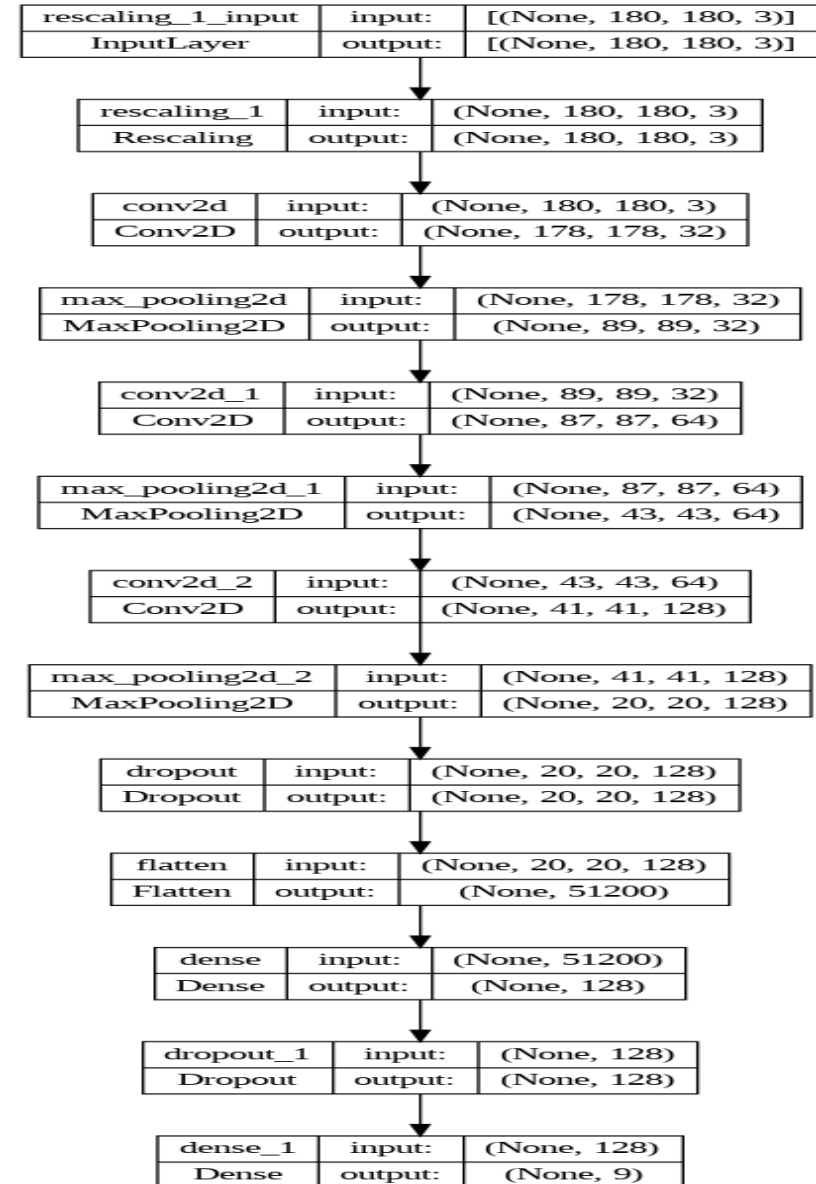 rescaling_1_input input: [(None, 180, 180, 3)]
InputLayer output: [(None, 180, 180, 3)]
rescaling_1 input: (None, 180, 180, 3)
Rescaling output: (None, 180, 180, 3)
conv2d input: (None, 180, 180, 3)
Conv2D output: (None, 178, 178, 32)
max_pooling2d input: (None, 178, 178, 32)
MaxPooling2D output: (None, 89, 89, 32)
conv2d_1 input: (None, 89, 89, 32)
Conv2D output: (None, 87, 87, 64)
max_pooling2d_1 input: (None, 87, 87, 64)
MaxPooling2D output: (None, 43, 43, 64)
conv2d_2 input: (None, 43, 43, 64)
Conv2D output: (None, 41, 41, 128)
max_pooling2d_2 input: (None, 41, 41, 128)
MaxPooling2D output: (None, 20, 20, 128)
dropout input: (None, 20, 20, 128)
Dropout output: (None, 20, 20, 128)
flatten input: (None, 20, 20, 128)
Flatten output: (None, 51200)
dense input: (None, 51200)
Dense output: (None, 128)
dropout_1 input: (None, 128)
Dropout output: (None, 128)
dense_1 input: (None, 128)
Dense output: (None, 9)